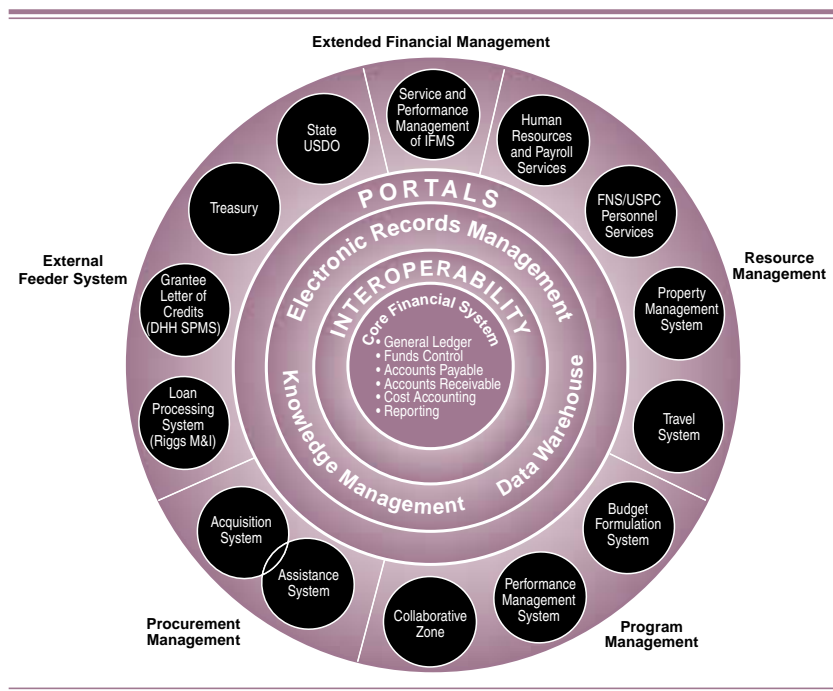 Extended Financial Management
Service and
Performance
Management
of IFMS
Human
Resources
and Payroll
Services
FNS/USPC
Personnel
Services
Resource
Management
Property
Management
System
Travel
System
Budget
Formulation
System
Performance
Management
System
Program
Management
Collaborative
Zone
Assistance
System
Acquisition
System
Procurement
Management
Loan
Processing
System
(Riggs M&I)
Grantee
Letter of
Credits
(DHH SPMS)
External
Feeder System
Treasury
State
USDO
PORTALS
Electronic Records Management
Data Warehouse
Knowledge Management
INTEROPERABILITY
Core Financial System
• General Ledger
• Funds Control
• Accounts Payable
• Accounts Receivable
• Cost Accounting
• Reporting